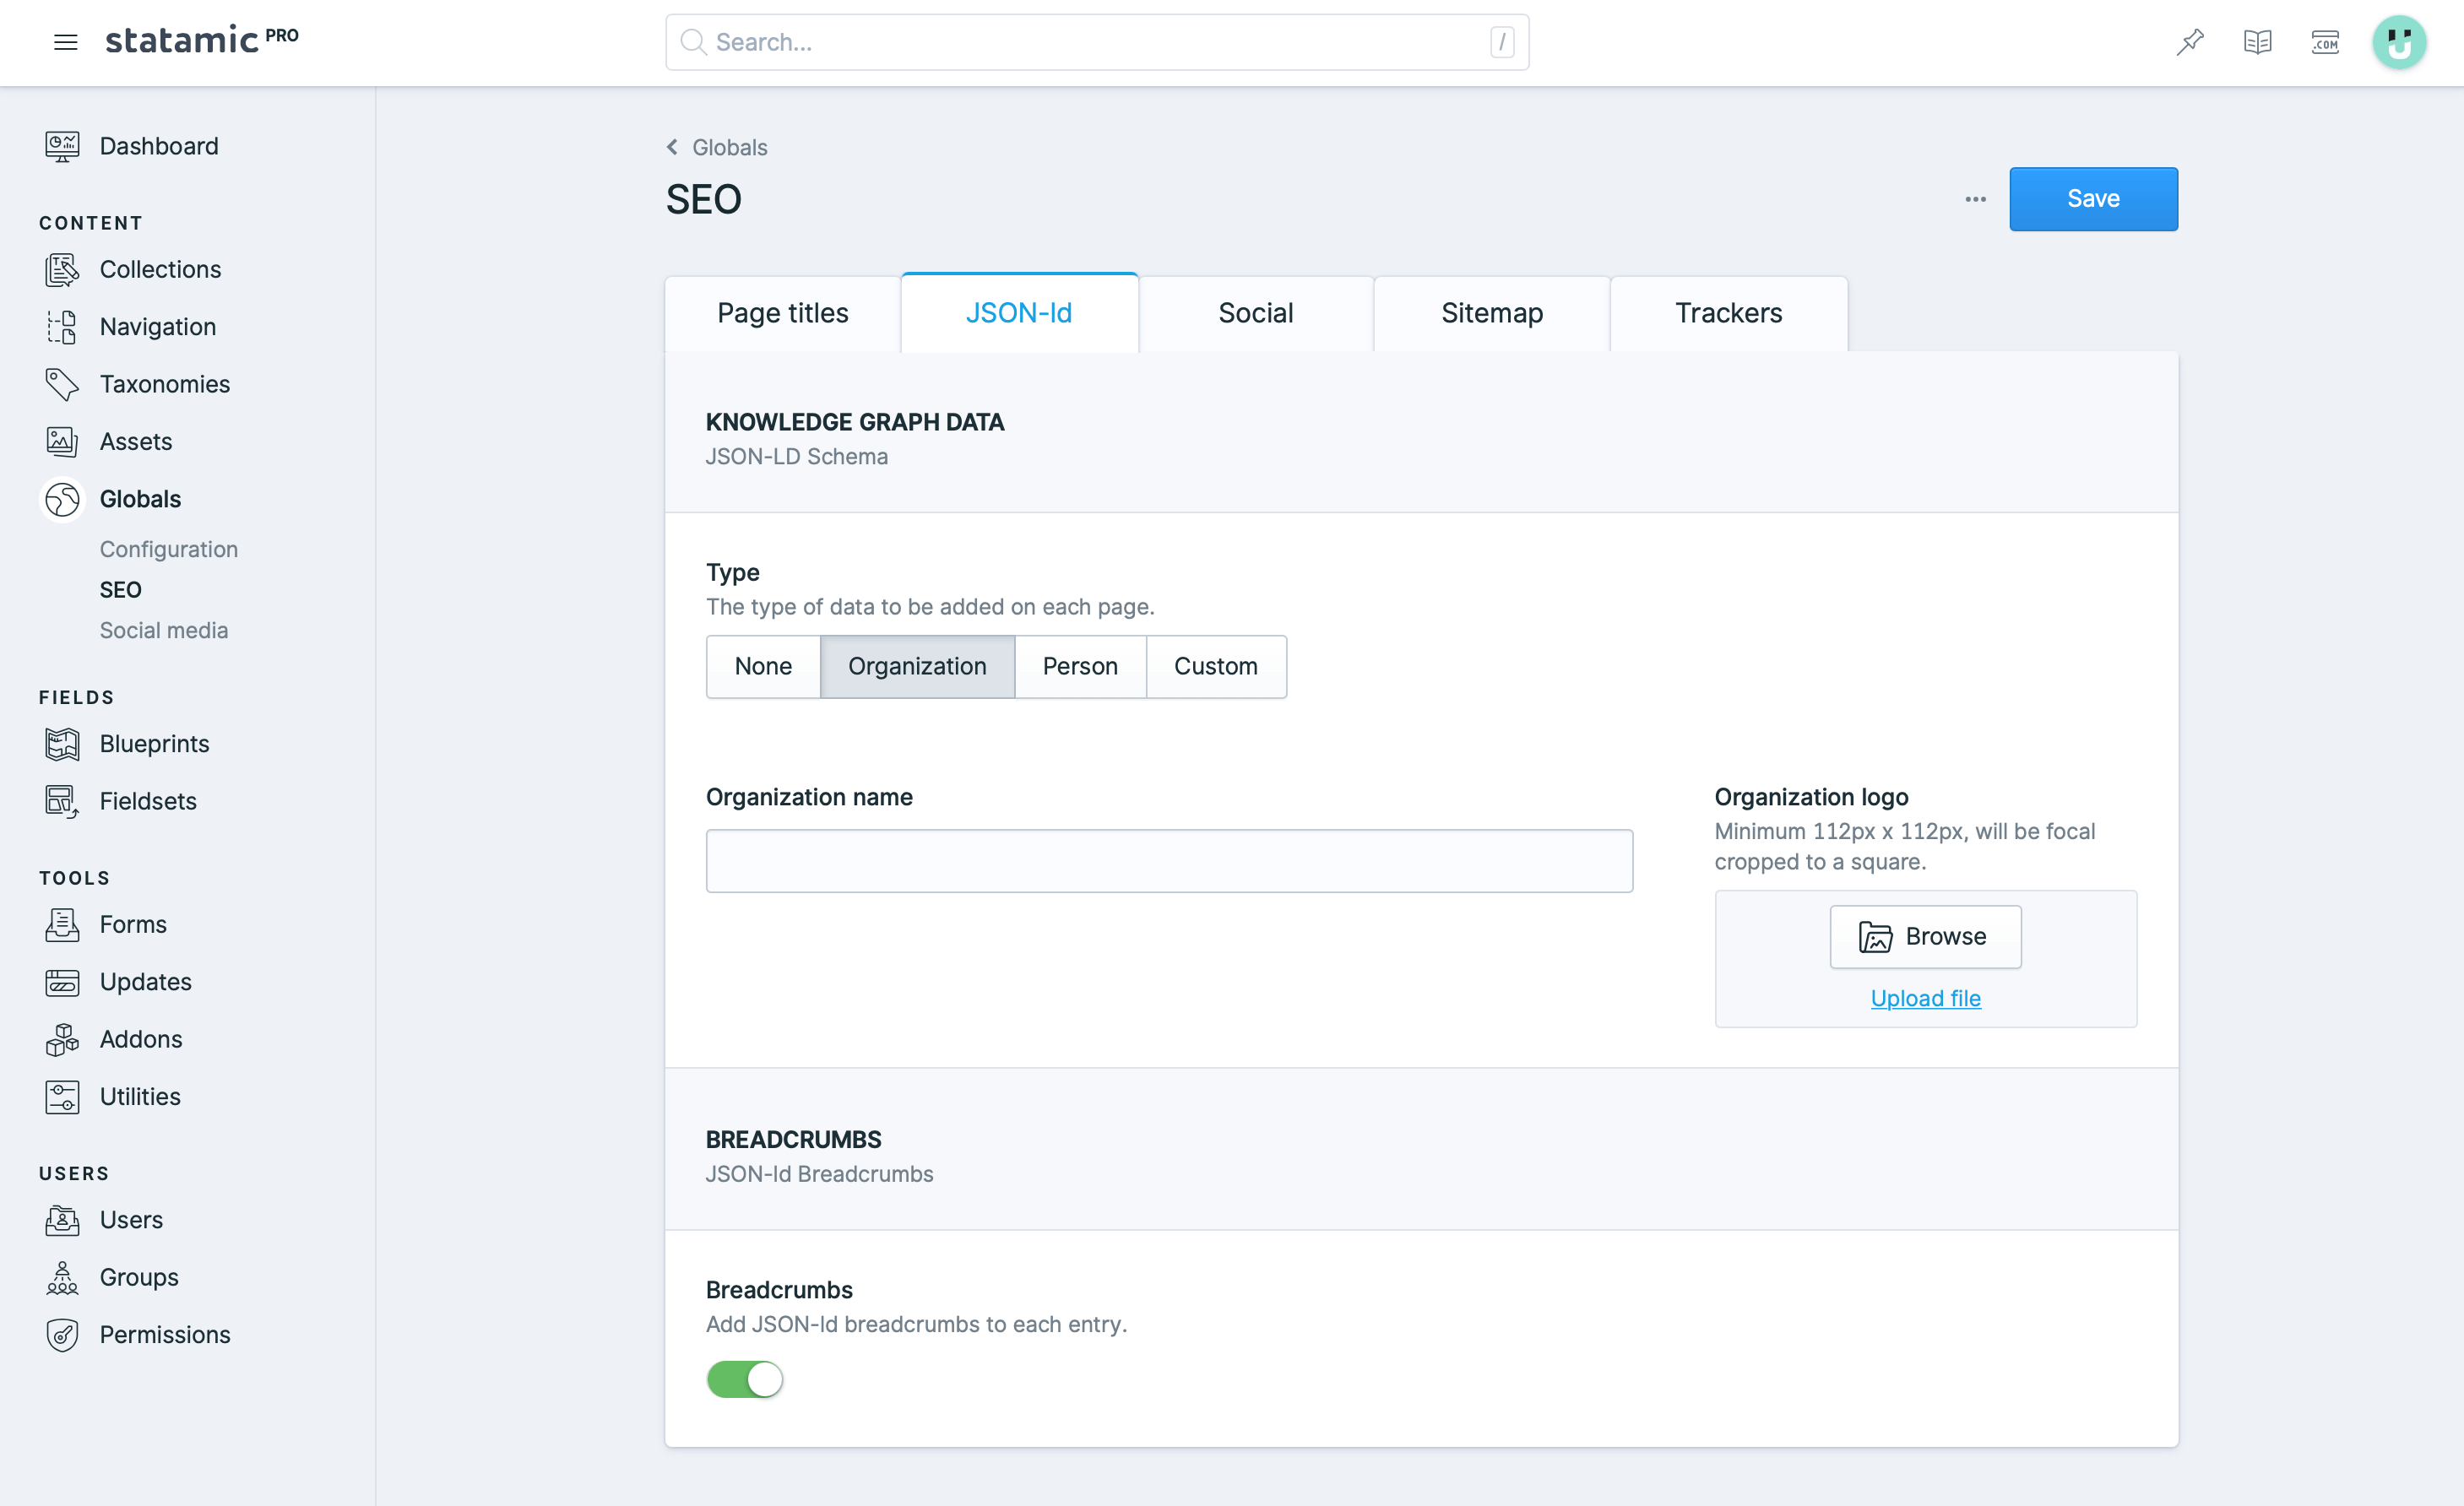 statamic PRO
Search...
/
.COM
Dashboard
CONTENT
Collections
Navigation
Taxonomies
Assets
Globals
Configuration
SEO
Social media
FIELDS
Blueprints
Fieldsets
TOOLS
Forms
Updates
Addons
Utilities
USERS
Users
Groups
Permissions
Globals
SEO
Save
Page titles
JSON-ld
Social
Sitemap
Trackers
KNOWLEDGE GRAPH DATA
JSON-LD Schema
Type
The type of data to be added on each page.
None
Organization
Person
Custom
Organization name
Organization logo
Minimum 112px x 112px, will be focal
cropped to a square.
Browse
Upload file
BREADCRUMBS
JSON-ld Breadcrumbs
Breadcrumbs
Add JSON-ld breadcrumbs to each entry.